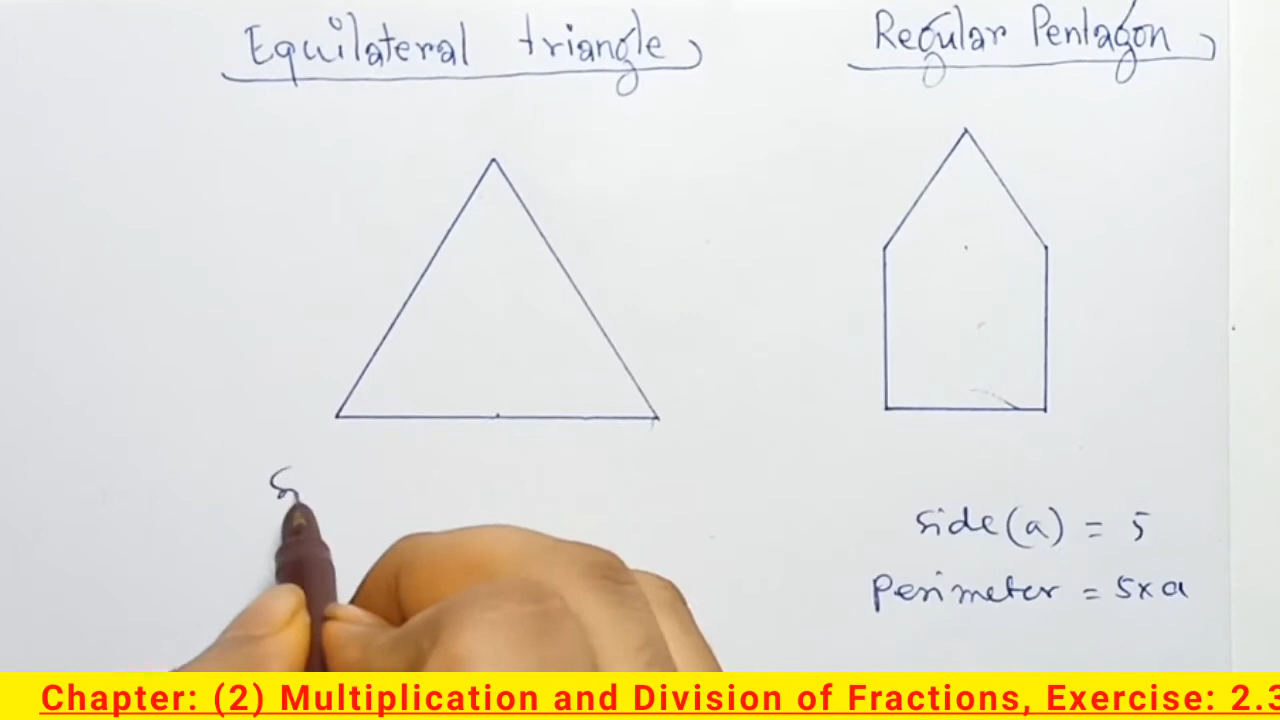 Equilateral triangle
Regular Pentagon
side (a) = 5
perimeter = 5xa
Chapter: (2) Multiplication and Division of Fractions, Exercise: 2.3